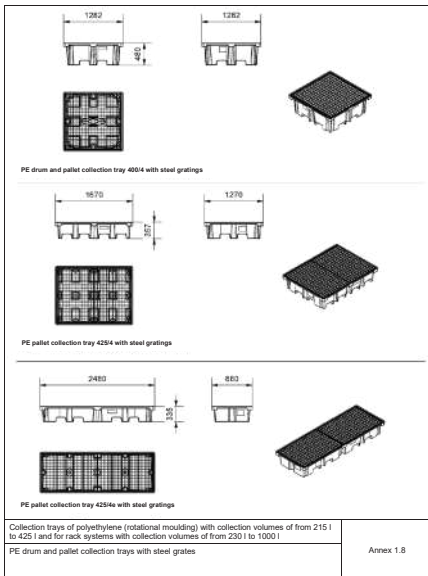 1282
1282
480
PE drum and pallet collection tray 400/4 with steel gratings
1670
1270
357
PE pallet collection tray 425/4 with steel gratings
2480
880
335
PE pallet collection tray 425/4e with steel gratings
Collection trays of polyethylene (rotational moulding) with collection volumes of from 215 l
to 425 l and for rack systems with collection volumes of from 230 l to 1000 l
PE drum and pallet collection trays with steel grates
Annex 1.8